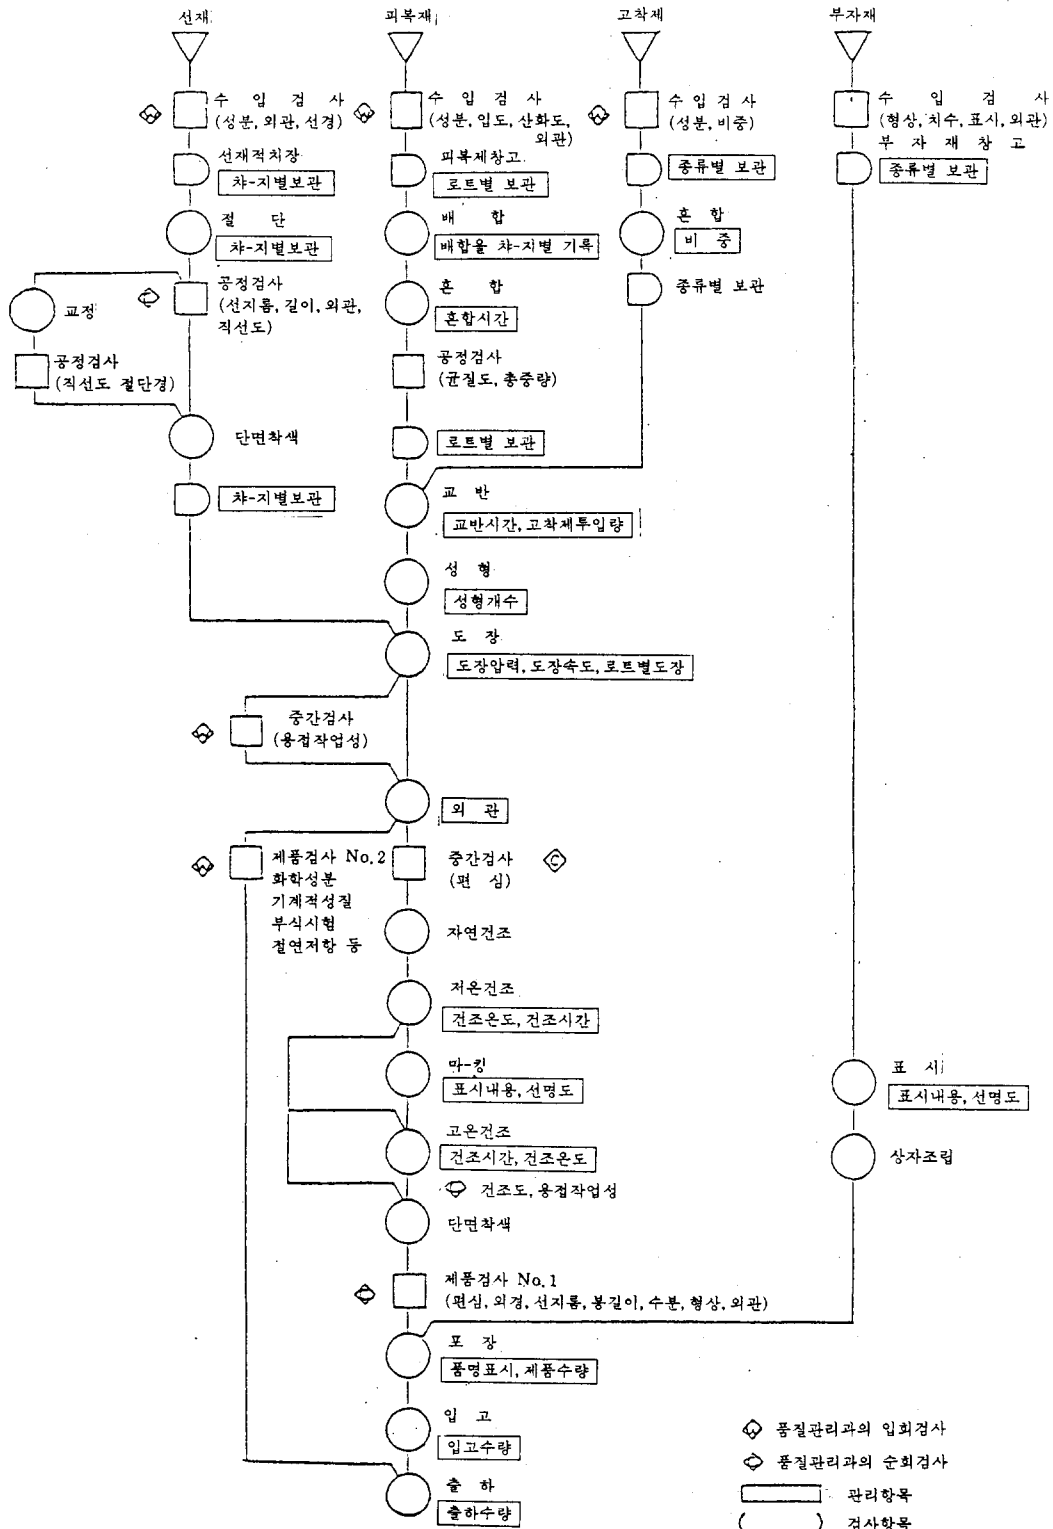 선재
피복재
고착제
부자재
수 입 검 사
(성분, 외관, 선경)
선재적치장
챠-지별보관
절 단
챠-지별보관
공정검사
(선지름, 길이, 외관,
직선도)
교정
공정검사
(직선도 절단경)
단면착색
챠-지별보관
수 입 검 사
(성분, 입도, 산화도,
외관)
피복제창고
로트별 보관
배 합
배합율 챠-지별 기록
혼 합
혼합시간
공정검사
(균질도, 총중량)
로트별 보관
수 입 검 사
(성분, 비중)
종류별 보관
혼 합
비 중
종류별 보관
수 입 검 사
(형상, 치수, 표시, 외관)
부 자 재 창 고
종류별 보관
교 반
교반시간, 고착제투입량
성 형
성형개수
도 장
도장압력, 도장속도, 로트별도장
중간검사
(용접작업성)
외 관
제품검사 No.2
화학성분
기계적성질
부식시험
절연저항 등
중간검사
(편 심)
C
자연건조
저온건조
건조온도, 건조시간
마-킹
표시내용, 선명도
고온건조
건조시간, 건조온도
건조도, 용접작업성
단면착색
표 시
표시내용, 선명도
상자조립
제품검사 No.1
(편심, 외경, 선지름, 봉길이, 수분, 형상, 외관)
포 장
품명표시, 제품수량
입 고
입고수량
출 하
출하수량
품질관리과의 입회검사
품질관리과의 순회검사
관리항목
( ) 검사항목